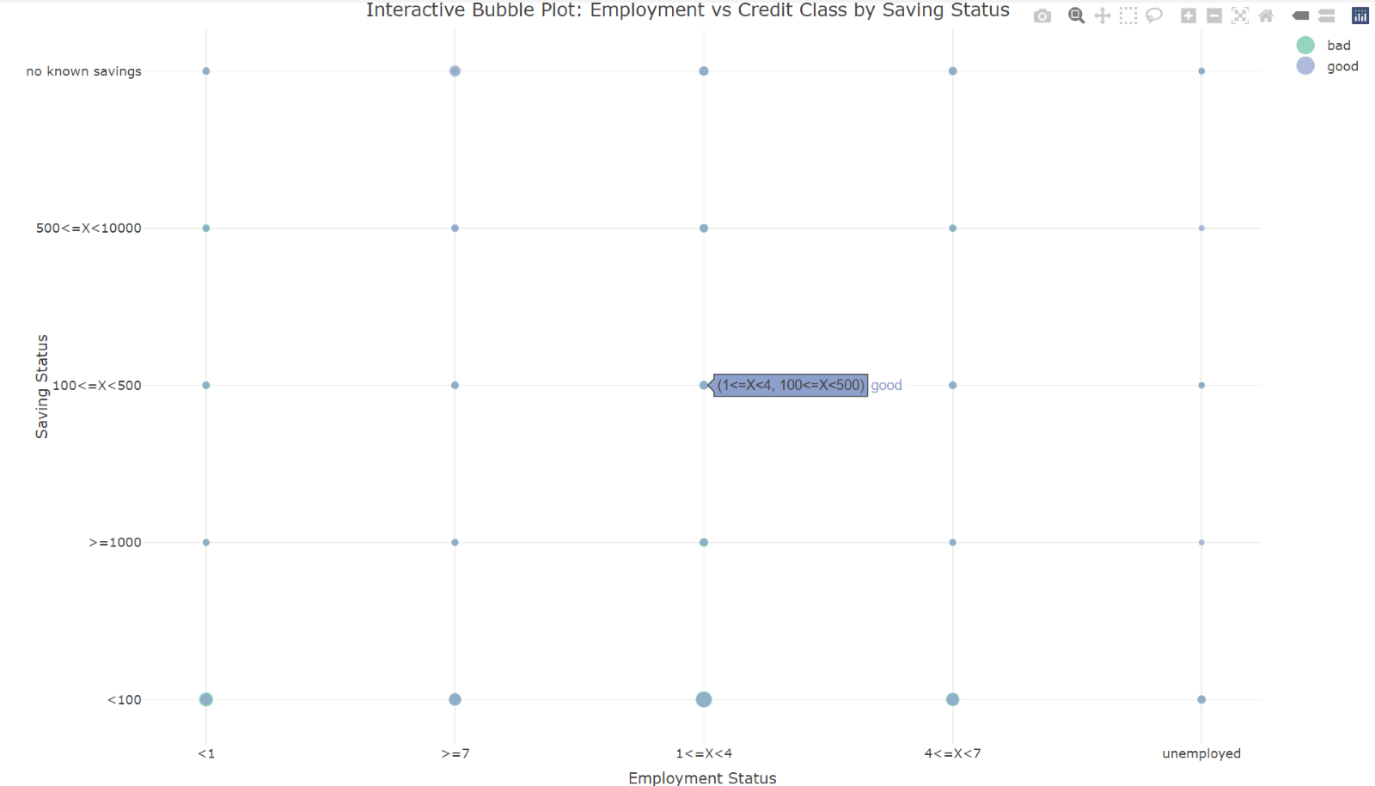 Interactive Bubble Plot: Employment vs Credit Class by Saving Status
bad
good
no known savings
500<=X<10000
100<=X<500
(1<=X<4, 100<=X<500) good
>=1000
<100
Saving Status
<1
>=7
1<=X<4
4<=X<7
unemployed
Employment Status